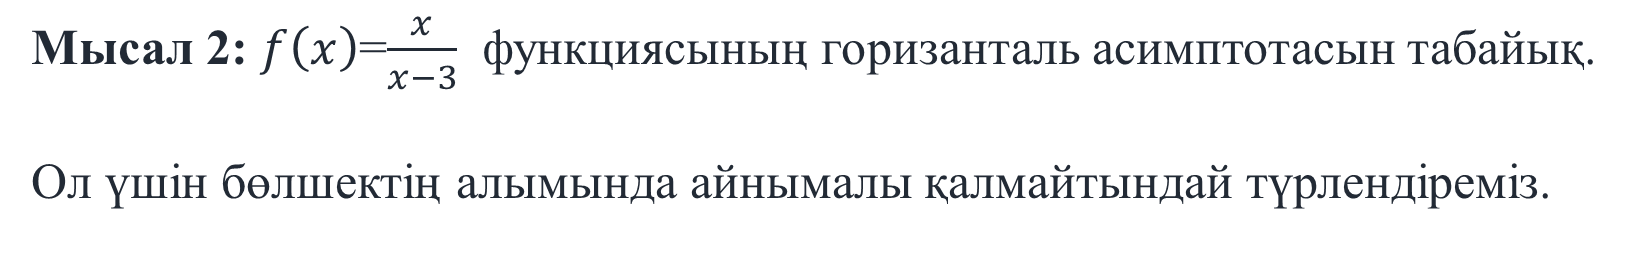 Мысал 2: f(x)=x/(x−3) функциясының горизанталь асимптотасын табайық.
Ол үшін бөлшектің алымында айнымалы қалмайтындай түрлендіреміз.